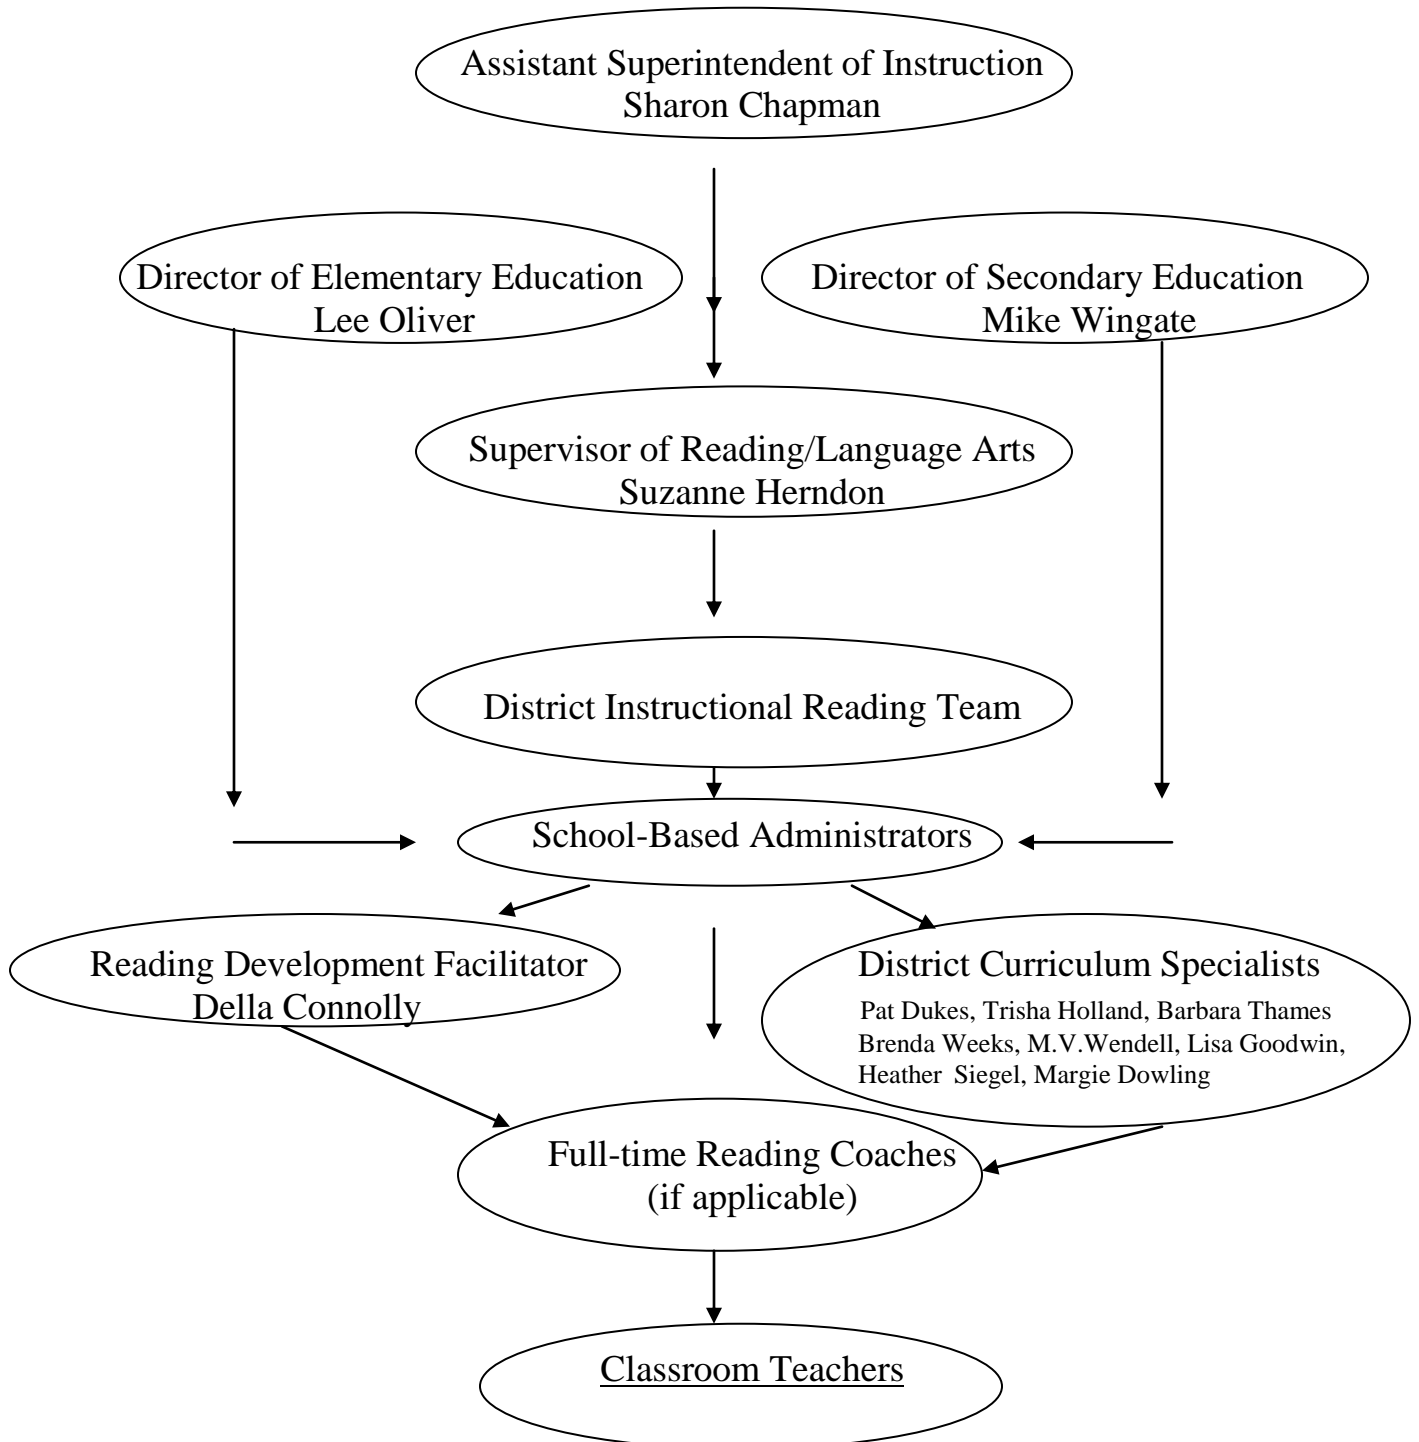 Assistant Superintendent of Instruction
Sharon Chapman
Director of Elementary Education
Lee Oliver
Director of Secondary Education
Mike Wingate
Supervisor of Reading/Language Arts
Suzanne Herndon
District Instructional Reading Team
School-Based Administrators
Reading Development Facilitator
Della Connolly
District Curriculum Specialists
Pat Dukes, Trisha Holland, Barbara Thames
Brenda Weeks, M.V.Wendell, Lisa Goodwin,
Heather Siegel, Margie Dowling
Full-time Reading Coaches
(if applicable)
Classroom Teachers